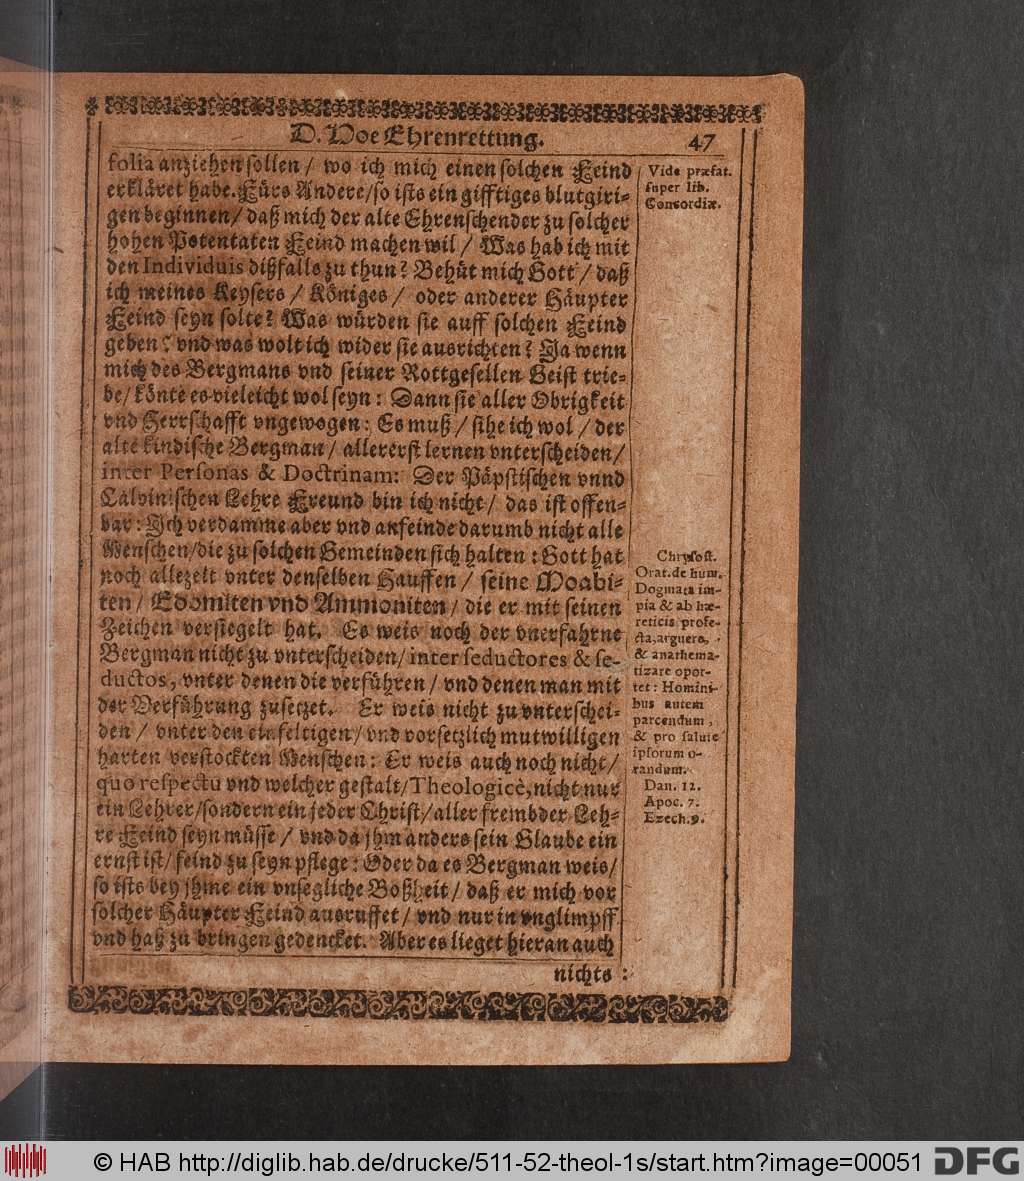 D. Hoe Ehrenrettung. 47
folia anziehen sollen / wo ich mich einen solchen Feind
erkläret habe. Fürs Andere / so ists ein gifftiges blutgiri-
gen beginnen / daß mich der alte Ehrenschender zu solcher
hohen Potentaten Feind machen wil / Was hab ich mit
den Individuis dißfalls zu thun? Behüt mich Gott / daß
ich meines Keysers / Königes / oder anderer Häupter
Feind seyn solte? Was würden sie auff solchen Feind
geben? vnd was wolt ich wider sie ausrichten? Ja wenn
mich des Bergmans vnd seiner Rottgesellen Geist trie-
be / könte es vieleicht wol seyn : Dann sie aller Obrigkeit
vnd Herrschafft vngewogen : Es muß / sihe ich wol / der
alte kindische Bergman / allererst lernen vnterscheiden /
inter Personas & Doctrinam: Der Päpstischen vnnd
Calvinischen Lehre Freund bin ich nicht / das ist offen-
bar : Ich verdamme aber vnd anfeinde darumb nicht alle
Menschen / die zu solchen Gemeinden sich halten : Gott hat
noch allezeit vnter denselben Hauffen / seine Moabi-
ten / Edomiten vnd Ammoniten / die er mit seinen
Zeichen versiegelt hat. Es weis noch der vnerfahrne
Bergman nicht zu vnterscheiden / inter seductores & se-
ductos, vnter denen die verführen / vnd denen man mit
der Verführung zusetzet. Er weis nicht zu vnterschei-
den / vnter den einfeltigen / vnd vorsetzlich mutwilligen
harten verstockten Menschen : Er weis auch noch nicht /
quo respectu vnd welcher gestalt / Theologicè, nicht nur
ein Lehrer / sondern ein jeder Christ / aller frembder Leh-
re Feind seyn müsse / vnd da jhm anders sein Glaube ein
ernst ist / feind zu seyn pflege : Oder da es Bergman weis /
so ists bey jhme ein vnsegliche Boßheit / daß er mich vor
solcher Häupter Feind ausruffet / vnd nur in vnglimpff
vnd haß zu bringen gedencket. Aber es lieget hieran auch
nichts :
Vide præfat.
super lib.
Concordiæ.
Chrysost.
Orat. de hum.
Dogmata im-
pia & ab hæ-
reticis profe-
cta, arguere,
& anathema-
tizare opor-
tet : Homini-
bus autem
parcendum,
& pro salute
ipsorum o-
randum.
Dan. 12.
Apoc. 7.
Ezech. 9.
© HAB http://diglib.hab.de/drucke/511-52-theol-1s/start.htm?image=00051 DFG